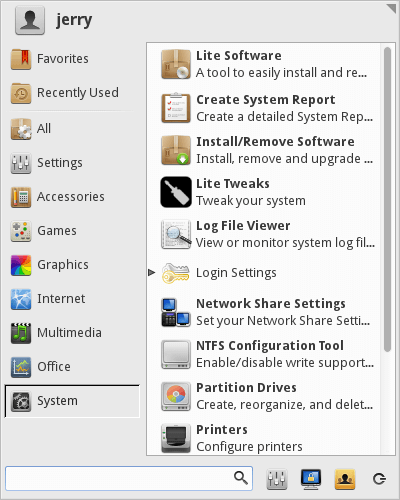 jerry
Favorites
Recently Used
All
Settings
Accessories
Games
Graphics
Internet
Multimedia
Office
System
Lite Software
A tool to easily install and re...
Create System Report
Create a detailed System Rep...
Install/Remove Software
Install, remove and upgrade ...
Lite Tweaks
Tweak your system
Log File Viewer
View or monitor system log fil...
Login Settings
Network Share Settings
Set your Network Share Setti...
NTFS Configuration Tool
Enable/disable write support...
Partition Drives
Create, reorganize, and delet...
Printers
Configure printers